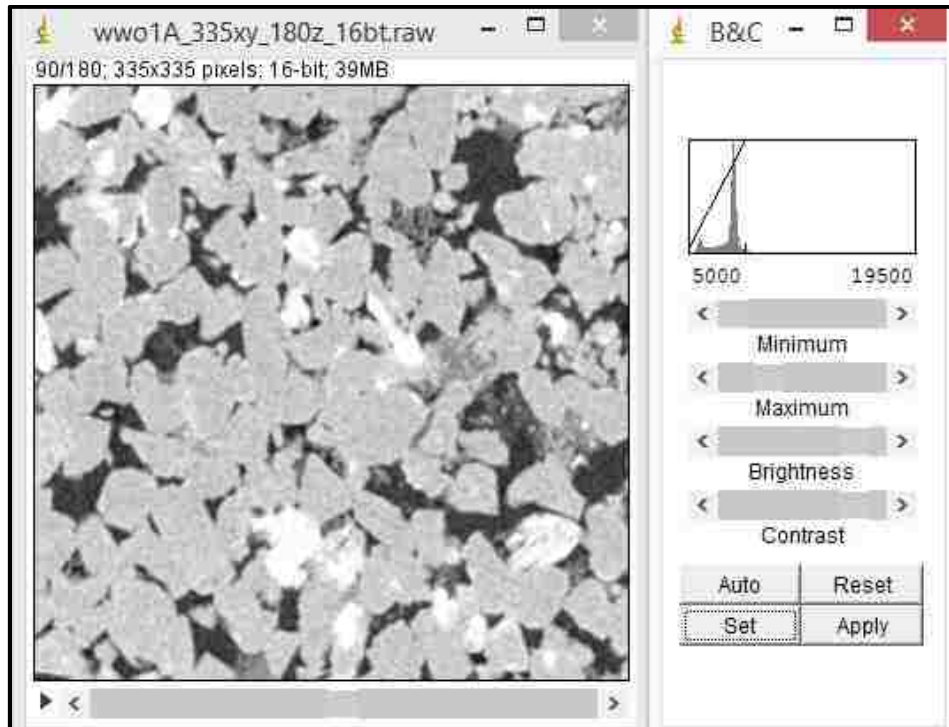 wwo1A_335xy_180z_16bt.raw
90/180; 335x335 pixels; 16-bit; 39MB
B&C
5000 19500
Minimum
Maximum
Brightness
Contrast
Auto Reset
Set Apply